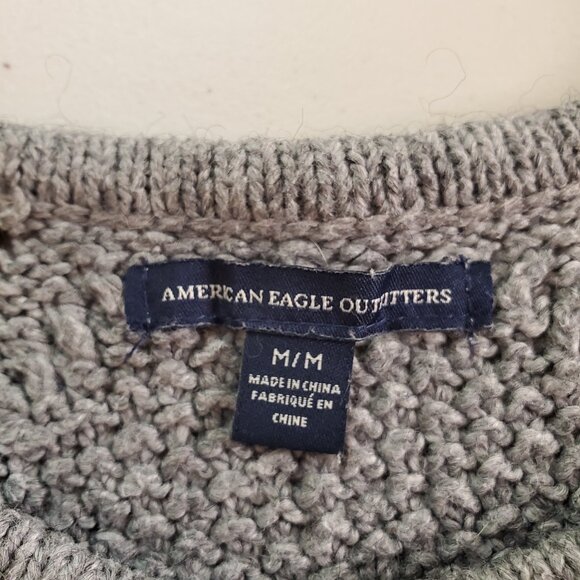 AMERICAN EAGLE OUTFITTERS
M/M
MADE IN CHINA
FABRIQUÉ EN
CHINE